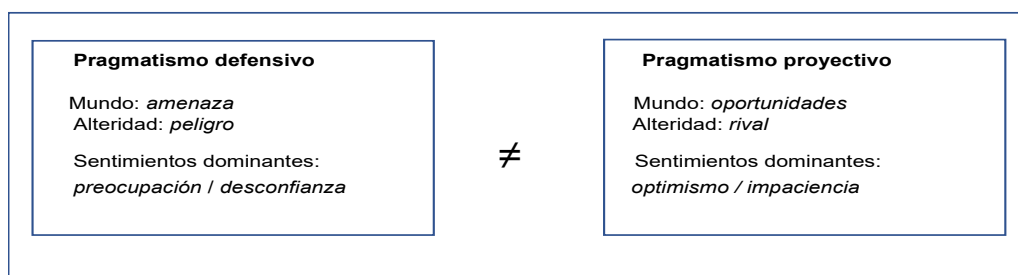 Pragmatismo defensivo
Mundo: amenaza
Alteridad: peligro
Sentimientos dominantes:
preocupación / desconfianza
≠
Pragmatismo proyectivo
Mundo: oportunidades
Alteridad: rival
Sentimientos dominantes:
optimismo / impaciencia